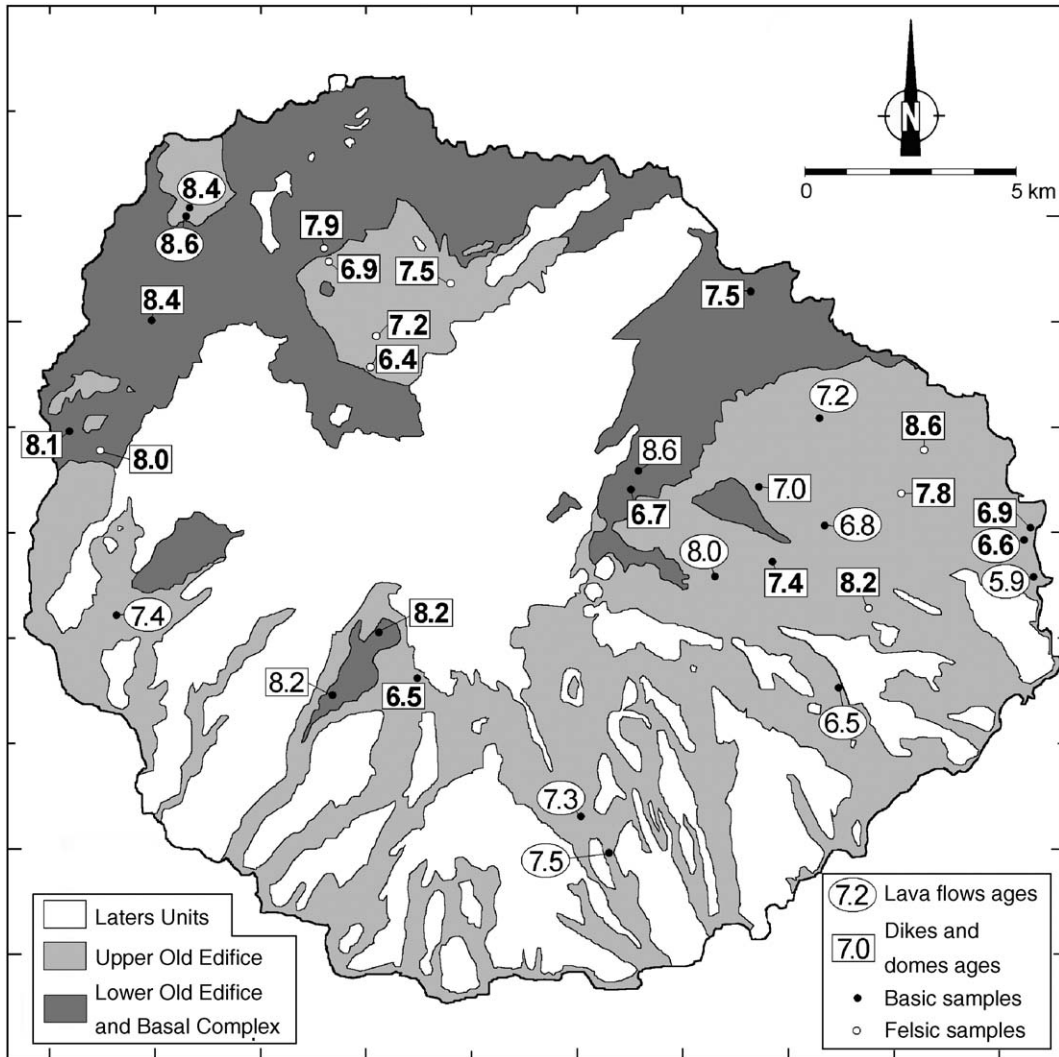 N
0 5 km
8.4
8.6
7.9
6.9
7.5
8.4
7.2
6.4
7.5
7.2
8.6
8.1
8.0
8.6
7.0
7.8
6.7
6.8
6.9
6.6
8.0
7.4
8.2
5.9
7.4
8.2
8.2
6.5
6.5
7.3
7.5
Laters Units
Upper Old Edifice
Lower Old Edifice
and Basal Complex
7.2 Lava flows ages
7.0 Dikes and
domes ages
Basic samples
Felsic samples